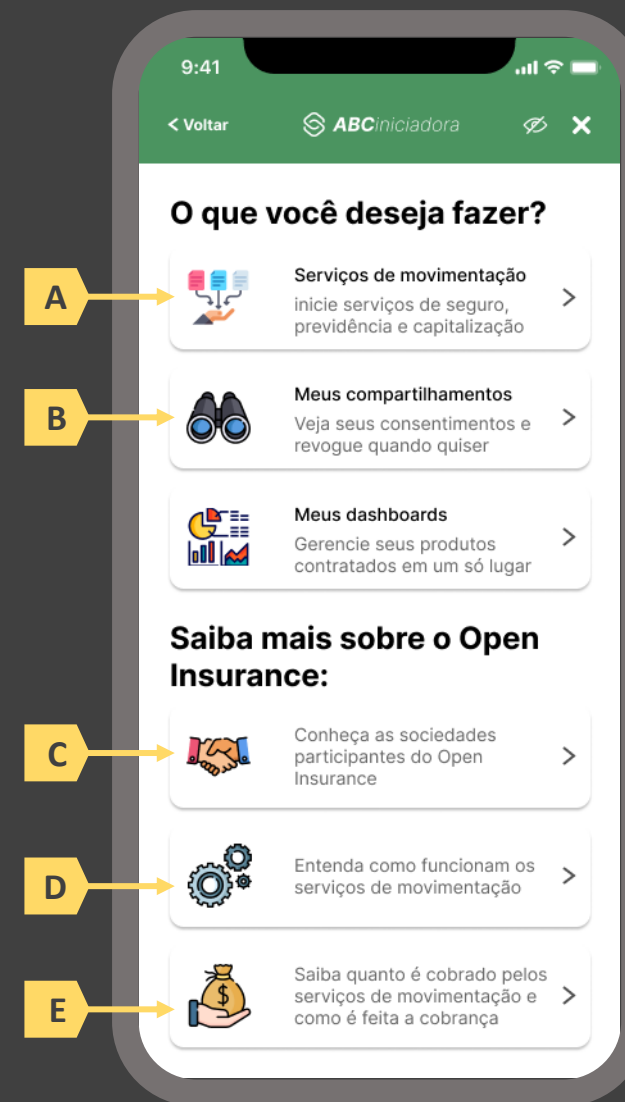 9:41
< Voltar
ABCiniciadora
O que você deseja fazer?
A
Serviços de movimentação
inicie serviços de seguro,
previdência e capitalização
B
Meus compartilhamentos
Veja seus consentimentos e
revogue quando quiser
Meus dashboards
Gerencie seus produtos
contratados em um só lugar
Saiba mais sobre o Open
Insurance:
C
Conheça as sociedades
participantes do Open
Insurance
D
Entenda como funcionam os
serviços de movimentação
E
Saiba quanto é cobrado pelos
serviços de movimentação e
como é feita a cobrança